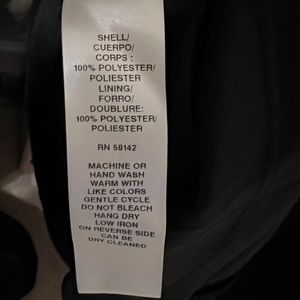 SHELL/
CUERPO/
CORPS :
100% POLYESTER/
POLIESTER
LINING/
FORRO/
DOUBLURE:
100% POLYESTER/
POLIESTER
RN 58142
MACHINE OR
HAND WASH
WARM WITH
LIKE COLORS
GENTLE CYCLE
DO NOT BLEACH
HANG DRY
LOW IRON
ON REVERSE SIDE
CAN BE
DRY CLEANED